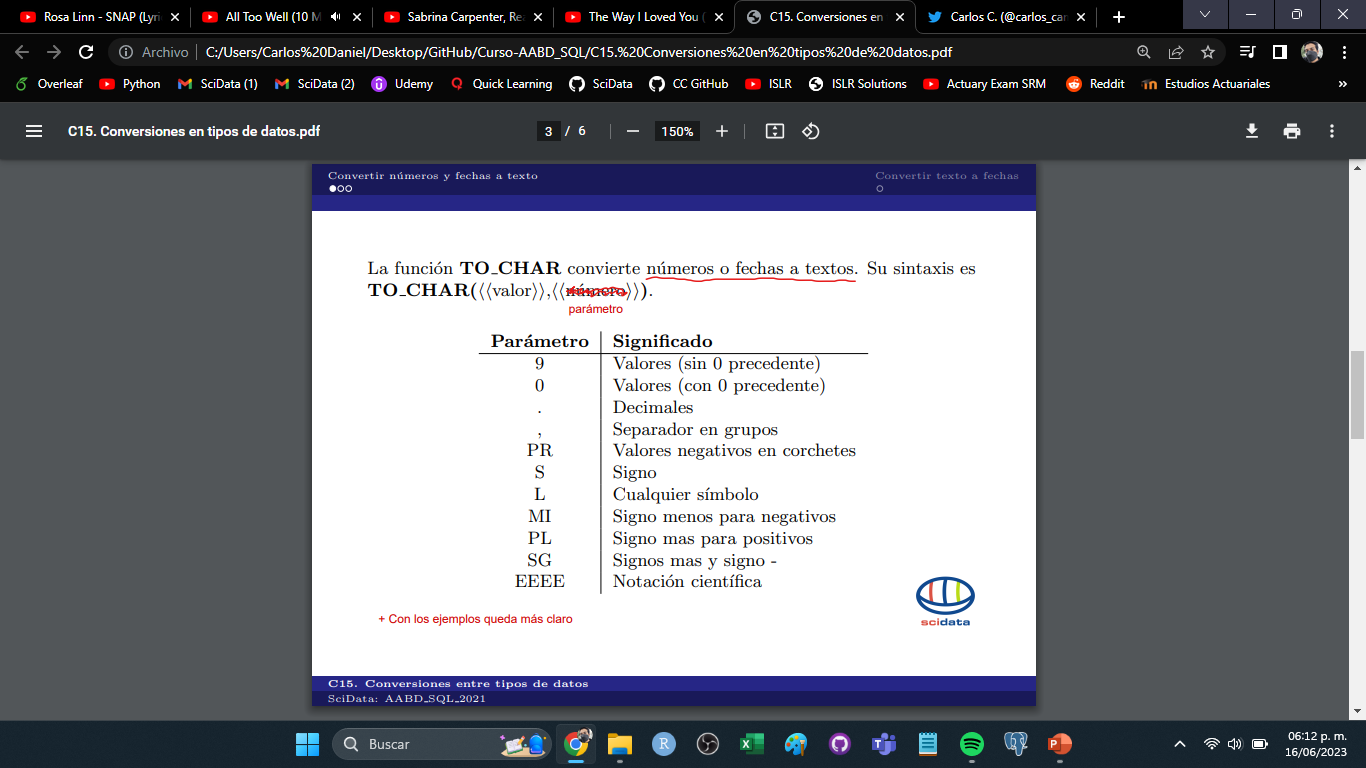 Rosa Linn - SNAP (Lyri
All Too Well (10 M
Sabrina Carpenter, Re
The Way I Loved You (
C15. Conversiones en
Carlos C. (@carlos_car
Archivo
C:/Users/Carlos%20Daniel/Desktop/GitHub/Curso-AABD_SQL/C15.%20Conversiones%20en%20tipos%20de%20datos.pdf
Overleaf
Python
SciData (1)
SciData (2)
Udemy
Quick Learning
SciData
CC GitHub
ISLR
ISLR Solutions
Actuary Exam SRM
Reddit
Estudios Actuariales
»
C15. Conversiones en tipos de datos.pdf
3 / 6
150%
Convertir números y fechas a texto
Convertir texto a fechas
La función TO_CHAR convierte números o fechas a textos. Su sintaxis es
TO_CHAR(⟨⟨valor⟩⟩,⟨⟨número⟩⟩).
parámetro
Parámetro Significado
9 Valores (sin 0 precedente)
0 Valores (con 0 precedente)
. Decimales
, Separador en grupos
PR Valores negativos en corchetes
S Signo
L Cualquier símbolo
MI Signo menos para negativos
PL Signo mas para positivos
SG Signos mas y signo -
EEEE Notación científica
+ Con los ejemplos queda más claro
scidata
C15. Conversiones entre tipos de datos
SciData: AABD_SQL_2021
Buscar
06:12 p. m.
16/06/2023